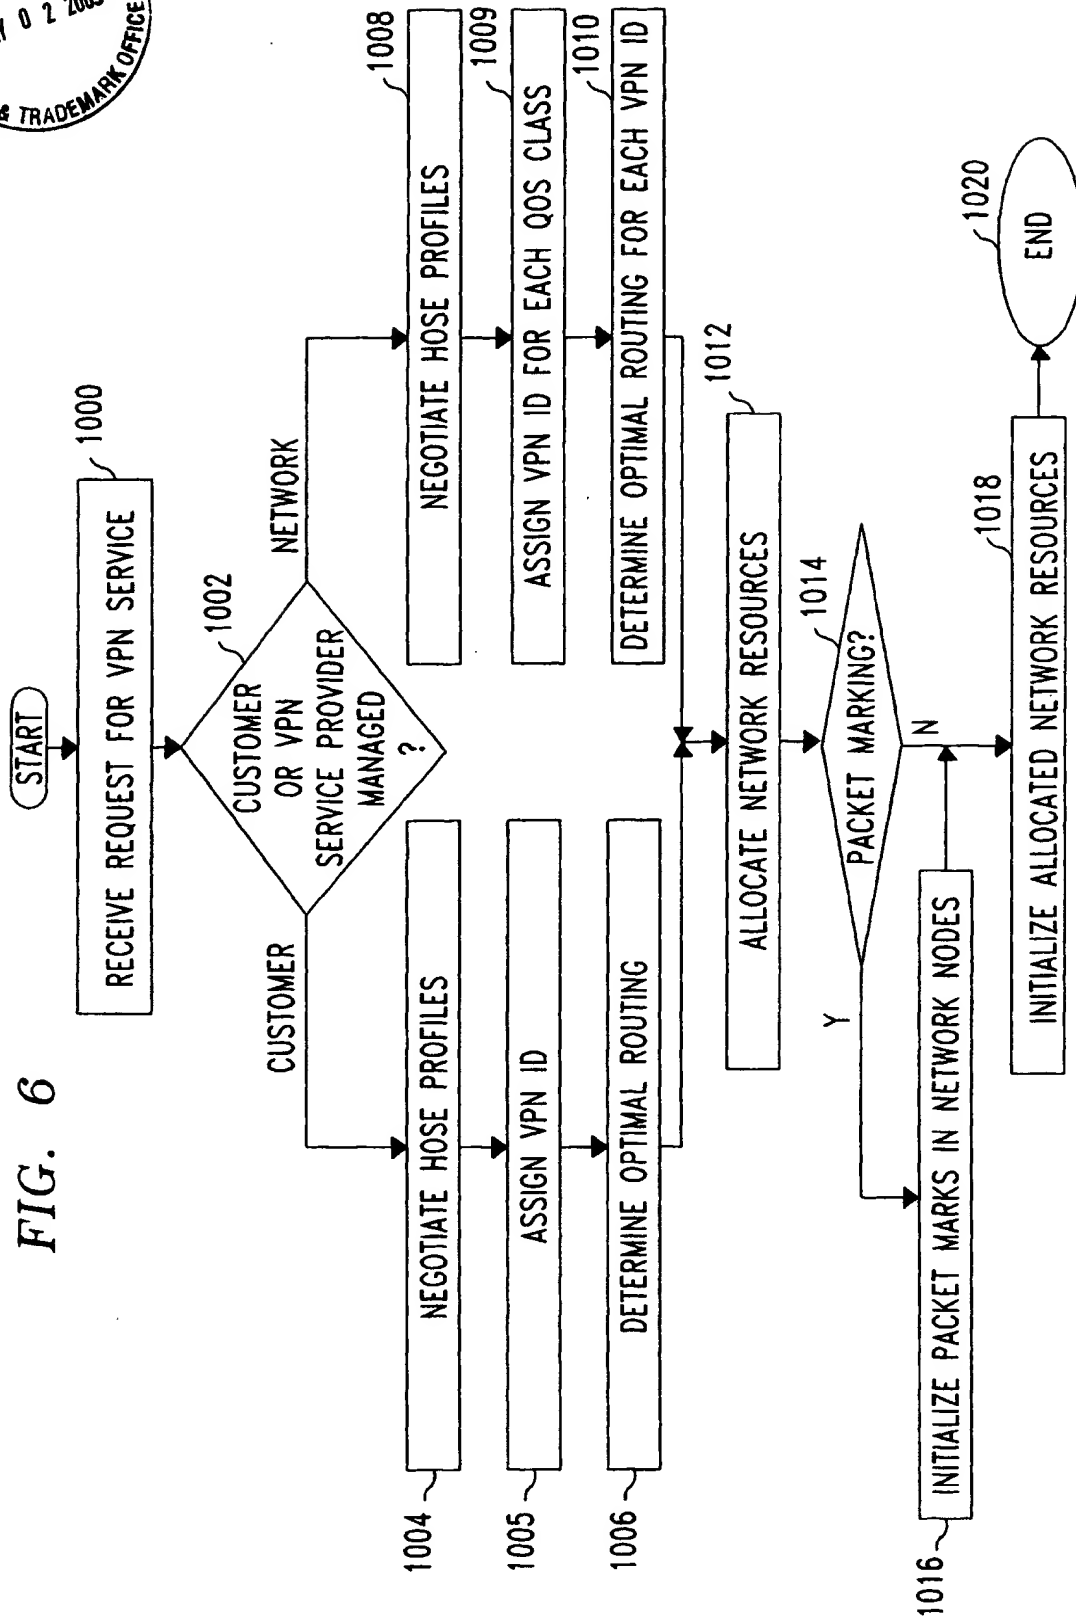 Y 0 2 200
& TRADEMARK OFFICE
FIG. 6
START
RECEIVE REQUEST FOR VPN SERVICE
1000
CUSTOMER
OR VPN
SERVICE PROVIDER
MANAGED
?
1002
CUSTOMER
NETWORK
1004
NEGOTIATE HOSE PROFILES
1005
ASSIGN VPN ID
1006
DETERMINE OPTIMAL ROUTING
NEGOTIATE HOSE PROFILES
1008
ASSIGN VPN ID FOR EACH QOS CLASS
1009
DETERMINE OPTIMAL ROUTING FOR EACH VPN ID
1010
ALLOCATE NETWORK RESOURCES
1012
PACKET MARKING?
1014
Y
N
1016
INITIALIZE PACKET MARKS IN NETWORK NODES
INITIALIZE ALLOCATED NETWORK RESOURCES
1018
END
1020